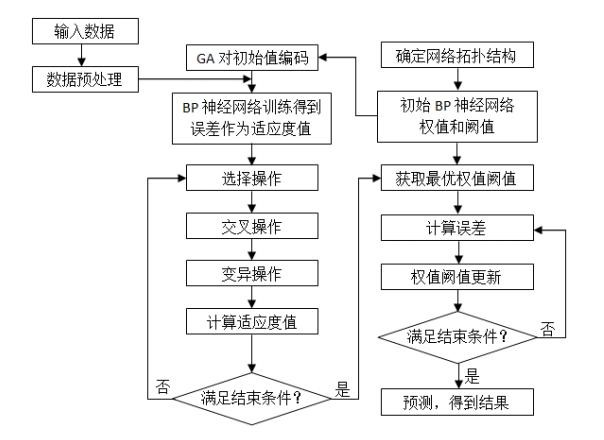 输入数据
数据预处理
GA 对初始值编码
BP 神经网络训练得到
误差作为适应度值
选择操作
交叉操作
变异操作
计算适应度值
满足结束条件？
否
是
确定网络拓扑结构
初始 BP 神经网络
权值和阙值
获取最优权值阙值
计算误差
权值阙值更新
满足结束条件？
否
是
预测，得到结果